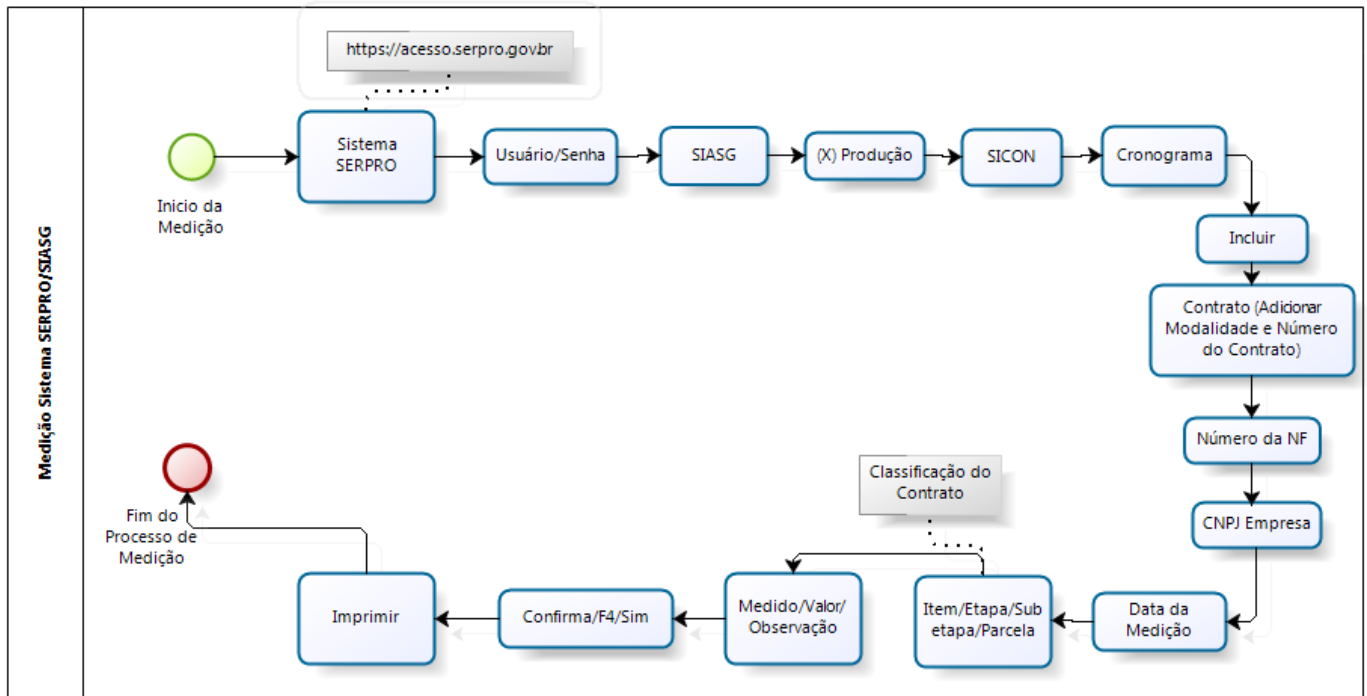 Medição Sistema SERPRO/SIASG
https://acesso.serpro.gov.br
Inicio da
Medição
Sistema
SERPRO
Usuário/Senha
SIASG
(X) Produção
SICON
Cronograma
Incluir
Contrato (Adicionar
Modalidade e Número
do Contrato)
Número da NF
CNPJ Empresa
Data da
Medição
Classificação do
Contrato
Item/Etapa/Sub
etapa/Parcela
Medido/Valor/
Observação
Confirma/F4/Sim
Imprimir
Fim do
Processo de
Medição